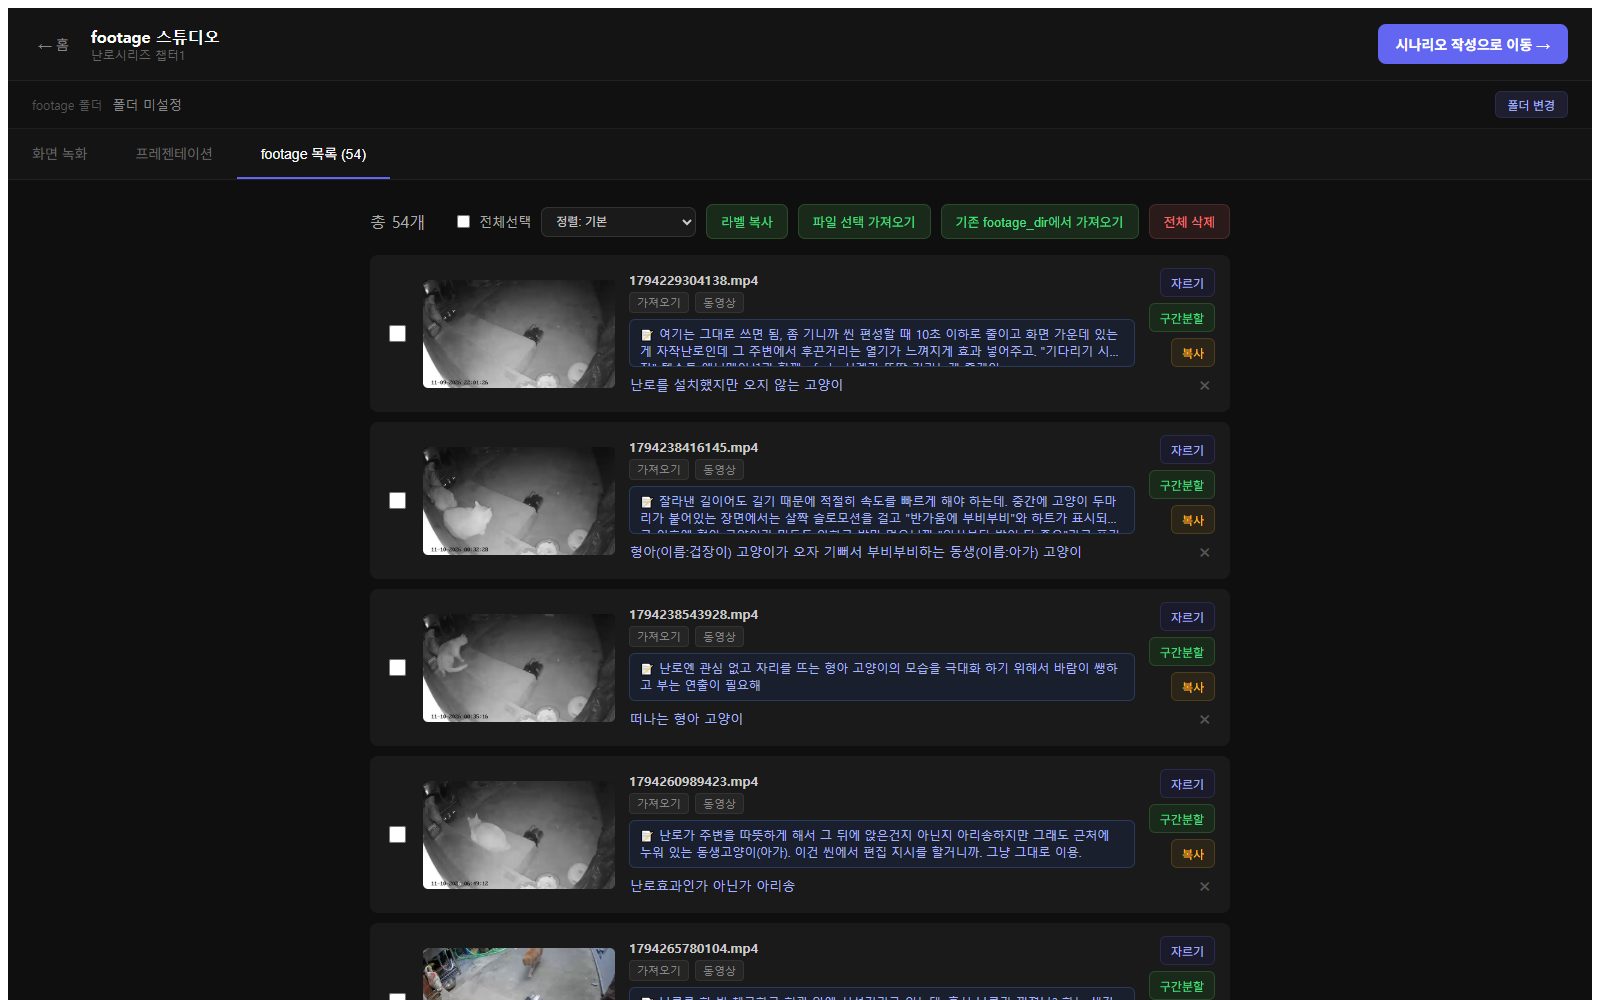 ← 홈
footage 스튜디오
난로시리즈 챕터1
시나리오 작성으로 이동 →
footage 폴더 폴더 미설정
폴더 변경
화면 녹화 프레젠테이션 footage 목록 (54)
총 54개 전체선택 정렬: 기본 라벨 복사 파일 선택 가져오기 기존 footage_dir에서 가져오기 전체 삭제
1794229304138.mp4
가져오기 동영상
📝 여기는 그대로 쓰면 됨, 좀 기니까 씬 편성할 때 10초 이하로 줄이고 화면 가운데 있는
게 자작난로인데 그 주변에서 후끈거리는 열기가 느껴지게 효과 넣어주고. "기다리기 시...
난로를 설치했지만 오지 않는 고양이
자르기
구간분할
복사
×
11-09-2026 22:01:26
1794238416145.mp4
가져오기 동영상
📝 잘라낸 길이어도 길기 때문에 적절히 속도를 빠르게 해야 하는데. 중간에 고양이 두마
리가 붙어있는 장면에서는 살짝 슬로모션을 걸고 "반가움에 부비부비"와 하트가 표시되...
형아(이름:겁장이) 고양이가 오자 기뻐서 부비부비하는 동생(이름:아가) 고양이
자르기
구간분할
복사
×
11-10-2026 00:32:28
1794238543928.mp4
가져오기 동영상
📝 난로엔 관심 없고 자리를 뜨는 형아 고양이의 모습을 극대화 하기 위해서 바람이 쌩하
고 부는 연출이 필요해
떠나는 형아 고양이
자르기
구간분할
복사
×
11-10-2026 00:35:16
1794260989423.mp4
가져오기 동영상
📝 난로가 주변을 따뜻하게 해서 그 뒤에 앉은건지 아닌지 아리송하지만 그래도 근처에
누워 있는 동생고양이(아가). 이건 씬에서 편집 지시를 할거니까. 그냥 그대로 이용.
난로효과인가 아닌가 아리송
자르기
구간분할
복사
×
11-10-2026 06:49:12
1794265780104.mp4
가져오기 동영상
자르기
구간분할